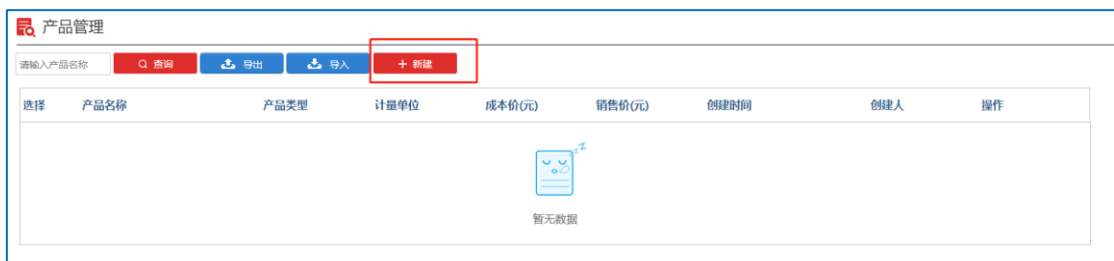 产品管理
请输入产品名称 查询 导出 导入 + 新建
选择 产品名称 产品类型 计量单位 成本价(元) 销售价(元) 创建时间 创建人 操作
zzZ
暂无数据